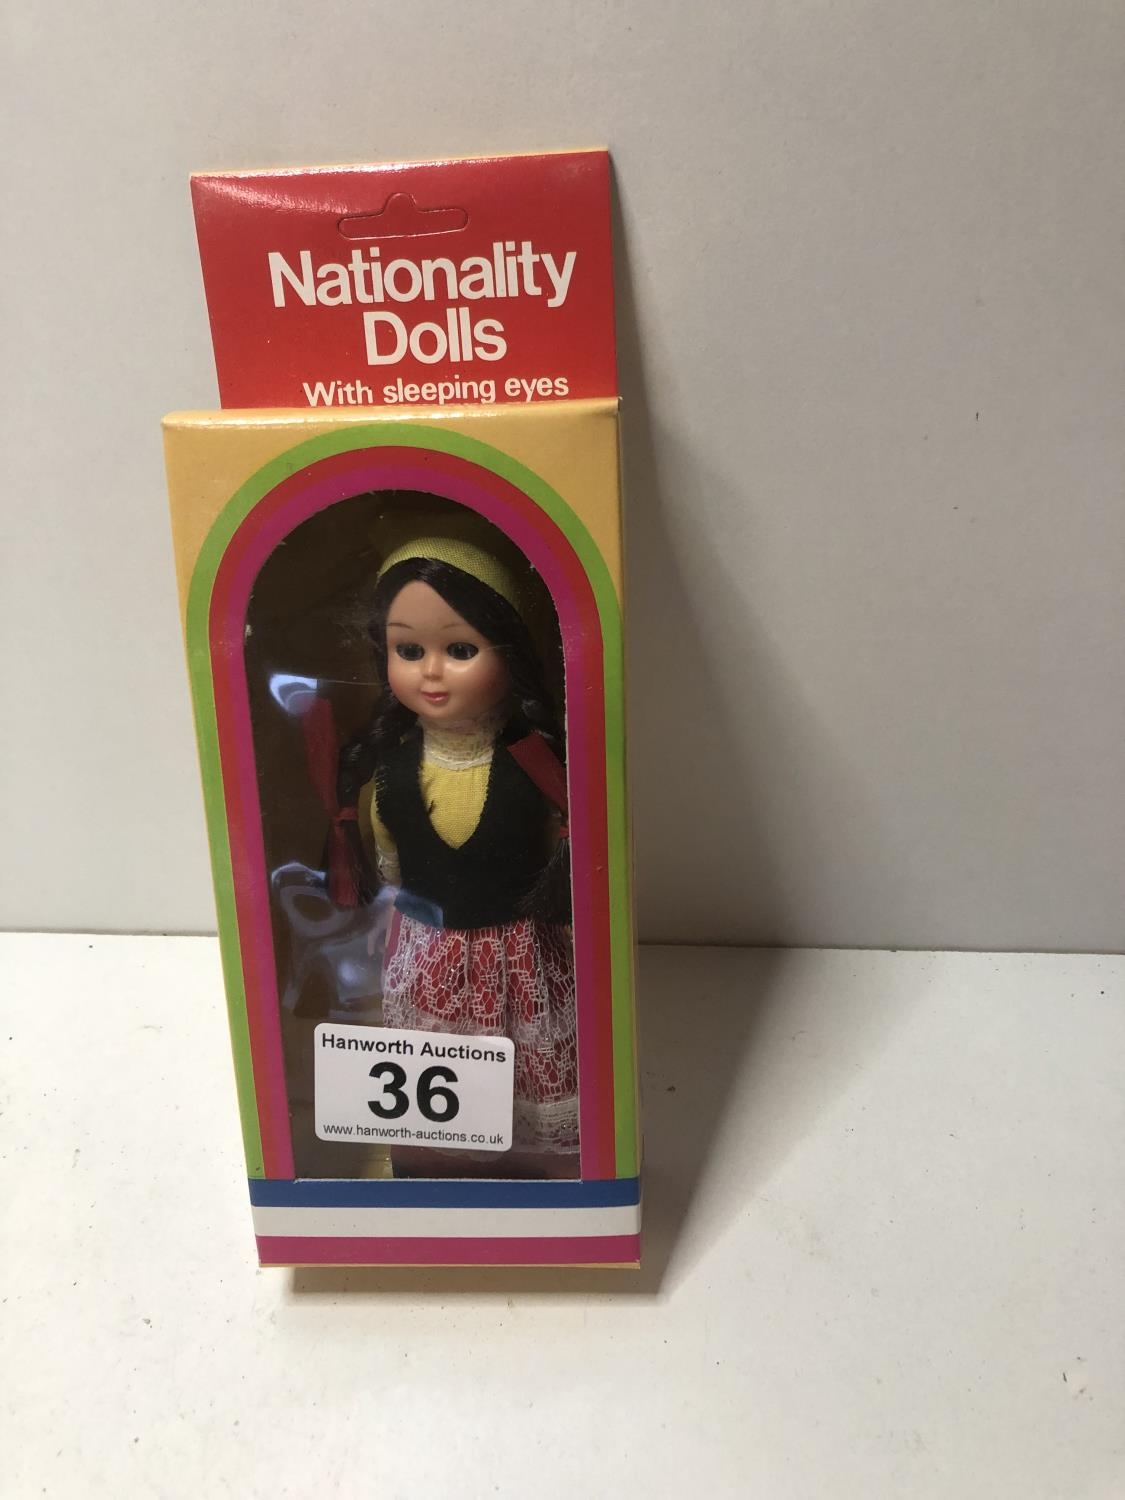 Nationality
Dolls
With sleeping eyes
Hanworth Auctions
36
www.hanworth-auctions.co.uk